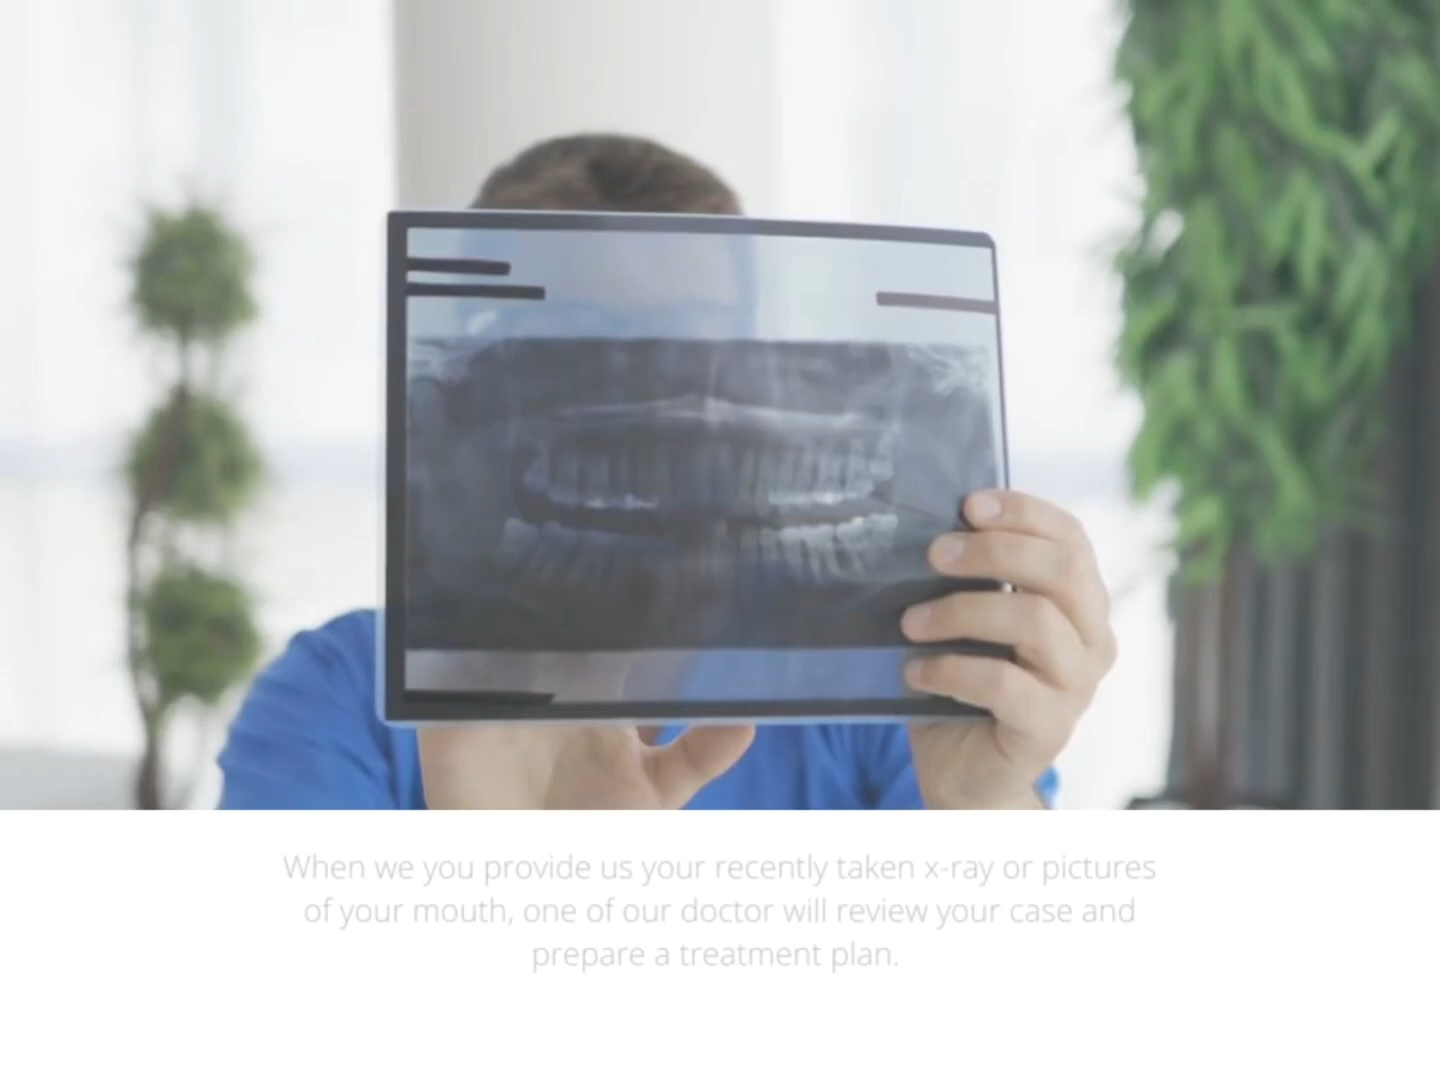 When we you provide us your recently taken x-ray or pictures
of your mouth, one of our doctor will review your case and
prepare a treatment plan.